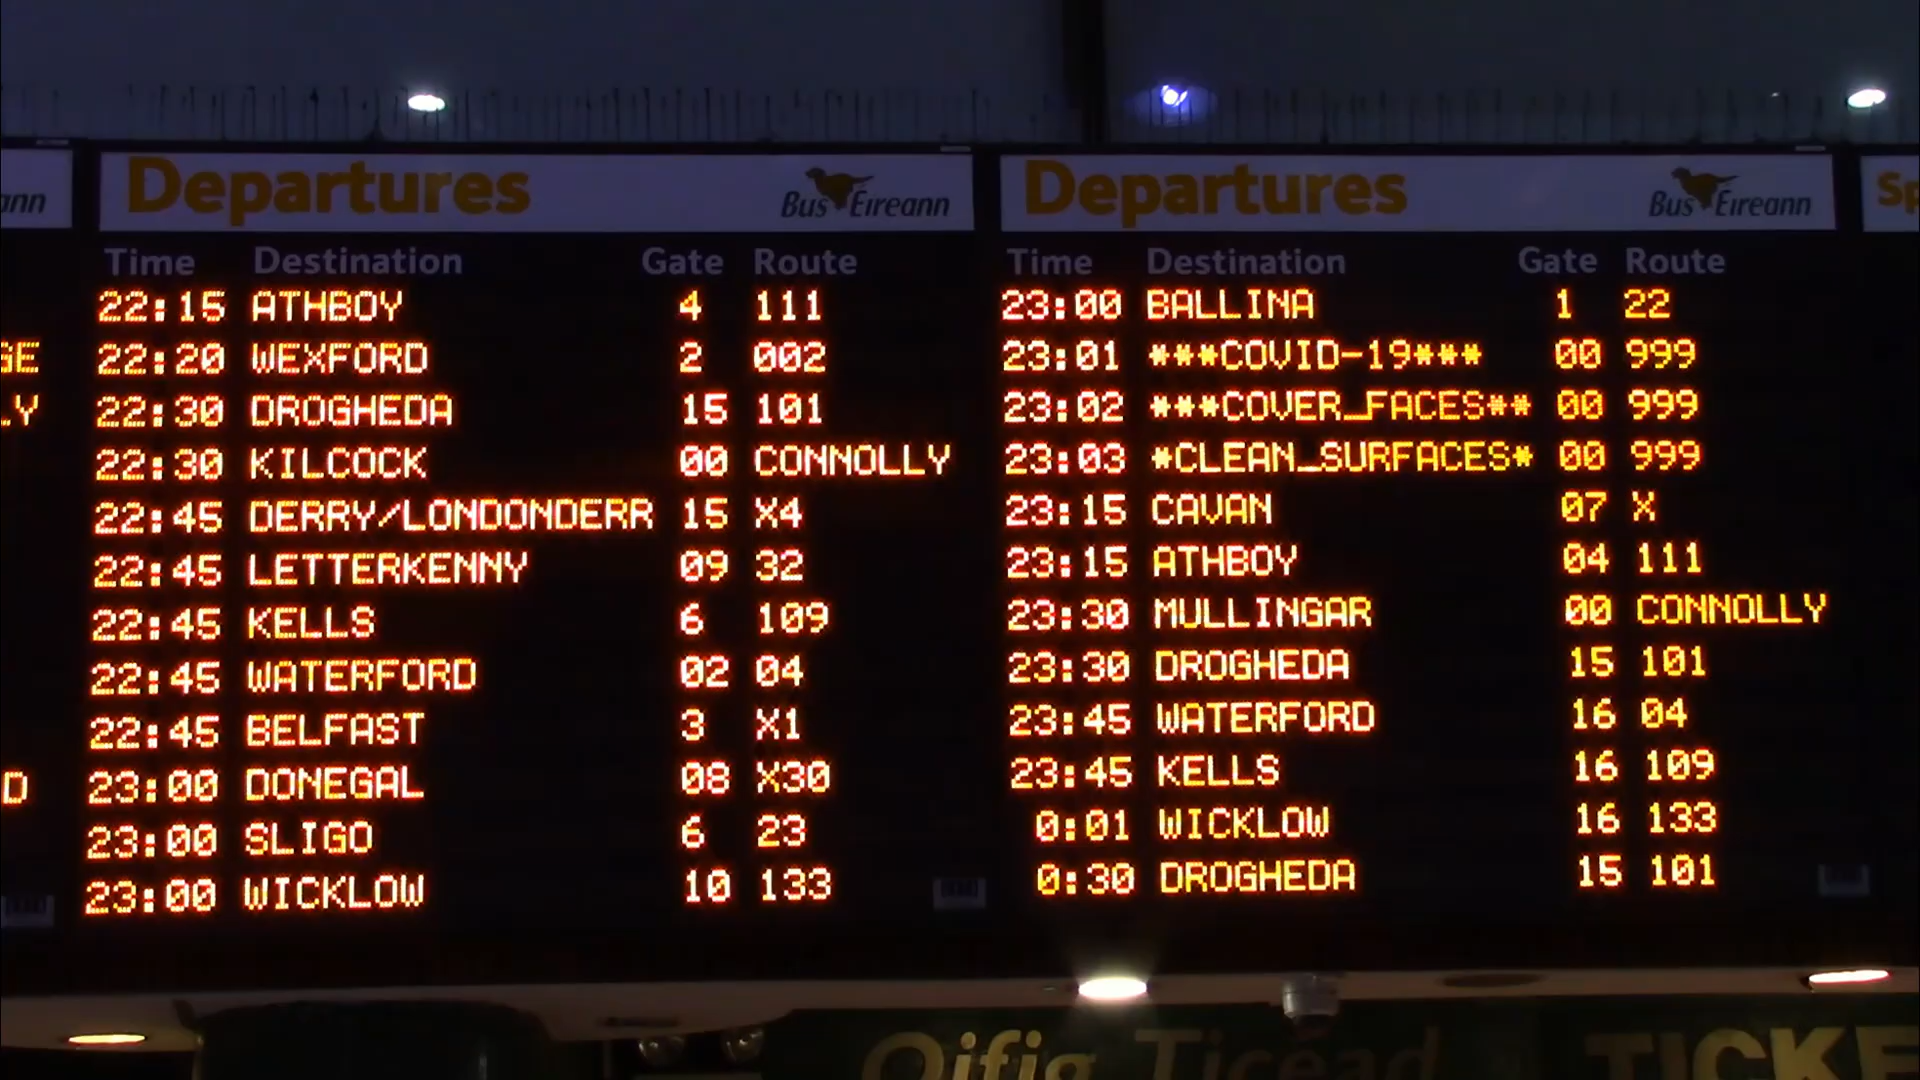 ann
GE
LY
D
Departures Bus Eireann
Time Destination Gate Route
22:15 ATHBOY 4 111
22:20 WEXFORD 2 002
22:30 DROGHEDA 15 101
22:30 KILCOCK 00 CONNOLLY
22:45 DERRY/LONDONDERR 15 X4
22:45 LETTERKENNY 09 32
22:45 KELLS 6 109
22:45 WATERFORD 02 04
22:45 BELFAST 3 X1
23:00 DONEGAL 08 X30
23:00 SLIGO 6 23
23:00 WICKLOW 10 133
Departures Bus Eireann
Time Destination Gate Route
23:00 BALLINA 1 22
23:01 ***COVID-19*** 00 999
23:02 ***COVER_FACES** 00 999
23:03 *CLEAN_SURFACES* 00 999
23:15 CAVAN 07 X
23:15 ATHBOY 04 111
23:30 MULLINGAR 00 CONNOLLY
23:30 DROGHEDA 15 101
23:45 WATERFORD 16 04
23:45 KELLS 16 109
0:01 WICKLOW 16 133
0:30 DROGHEDA 15 101
Sp
Oifig Ticéad TICKE